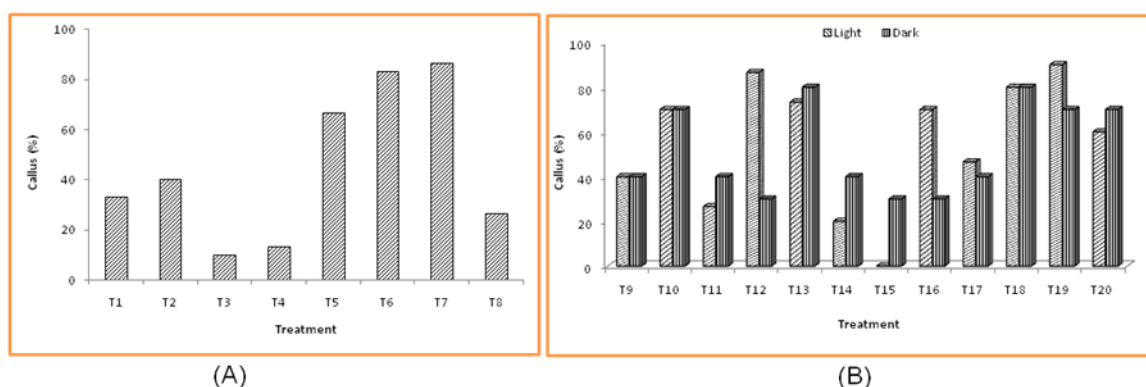 100
80
60
40
20
0
Callus (%)
T1 T2 T3 T4 T5 T6 T7 T8
Treatment
(A)
Light Dark
100
80
60
40
20
0
Callus (%)
T9 T10 T11 T12 T13 T14 T15 T16 T17 T18 T19 T20
Treatment
(B)